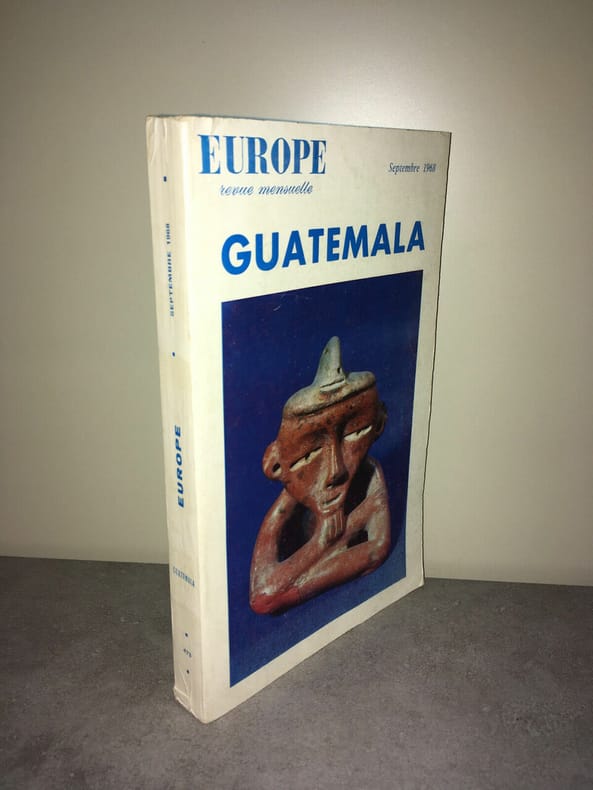 EUROPE
revue mensuelle
Septembre 1968
GUATEMALA
SEPTEMBRE 1968
EUROPE
GUATEMALA